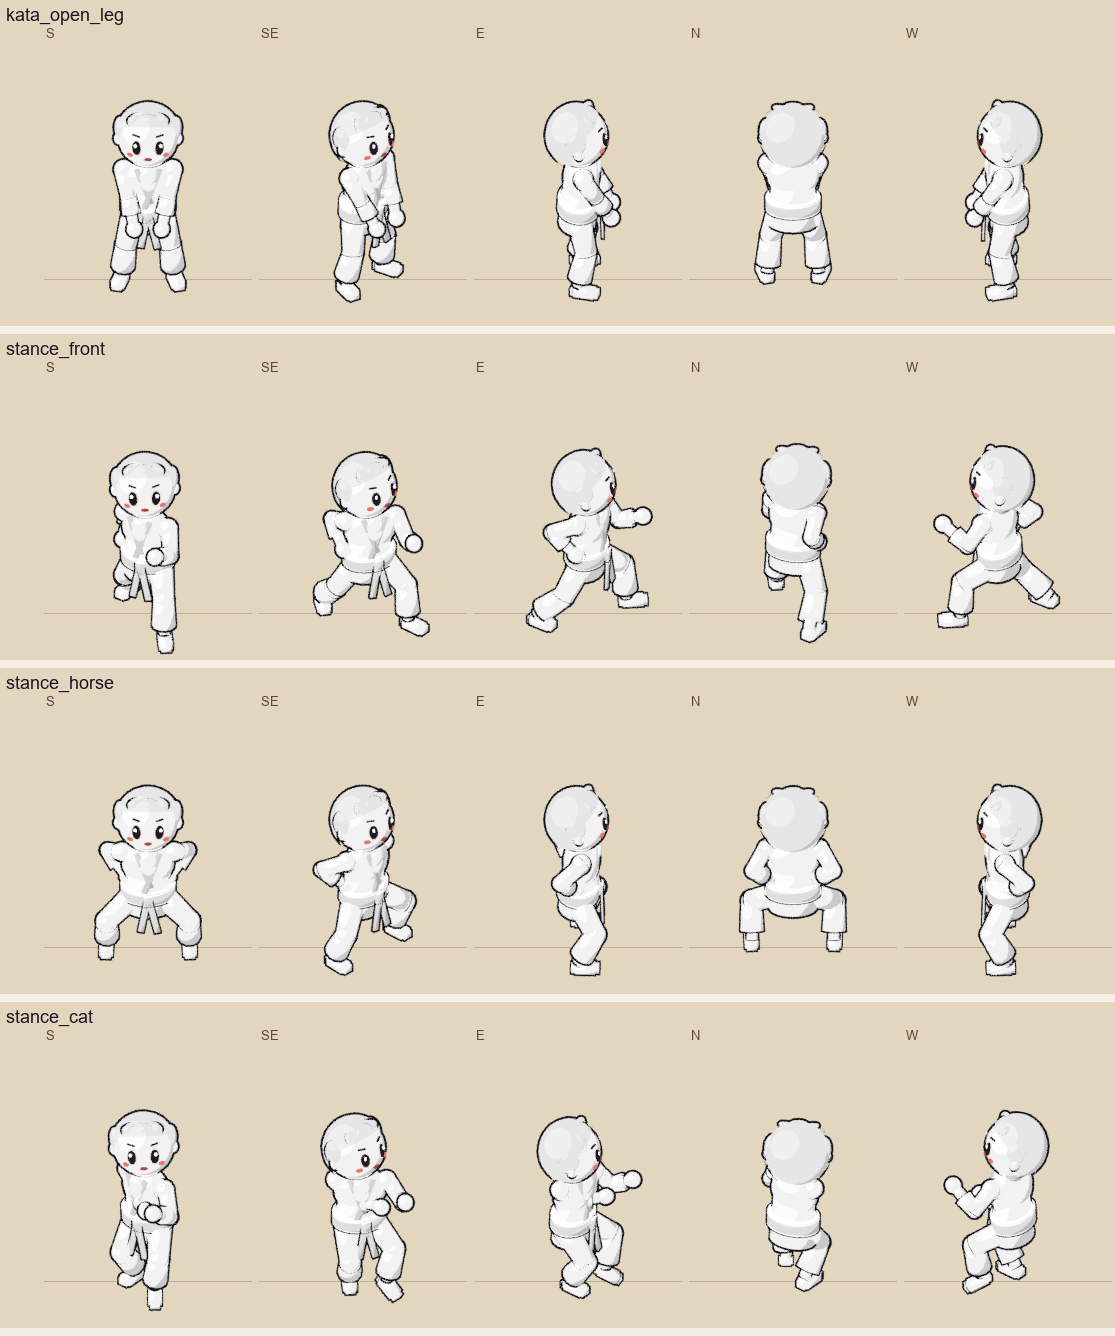 kata_open_leg
S SE E N W
stance_front
S SE E N W
stance_horse
S SE E N W
stance_cat
S SE E N W